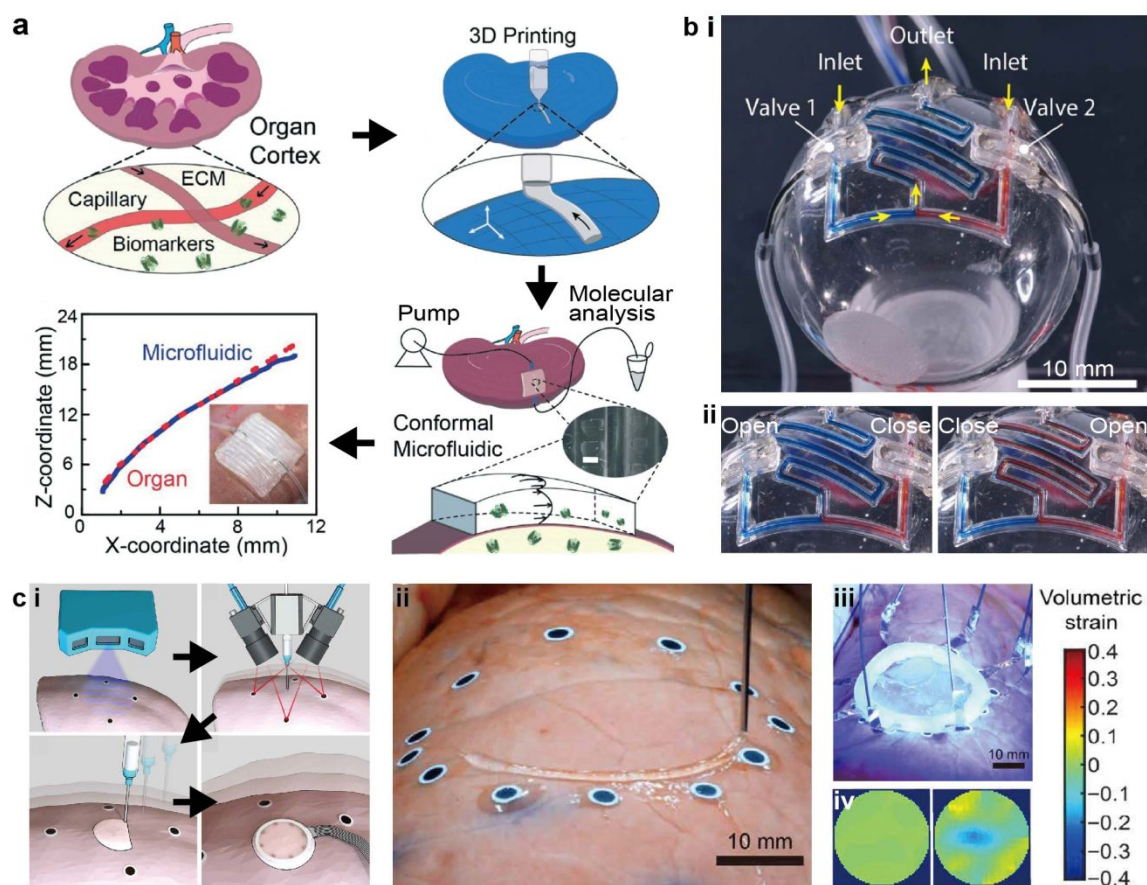 a
Organ
Cortex
ECM
Capillary
Biomarkers
3D Printing
Pump
Molecular
analysis
Conformal
Microfluidic
24
18
12
6
0
Z-coordinate (mm)
Microfluidic
Organ
0 4 8 12
X-coordinate (mm)
b i
Outlet
Inlet
Inlet
Valve 1
Valve 2
10 mm
ii
Open
Close
Close
Open
c i
ii
10 mm
iii
10 mm
iv
Volumetric
strain
0.4
0.3
0.2
0.1
0
−0.1
−0.2
−0.3
−0.4